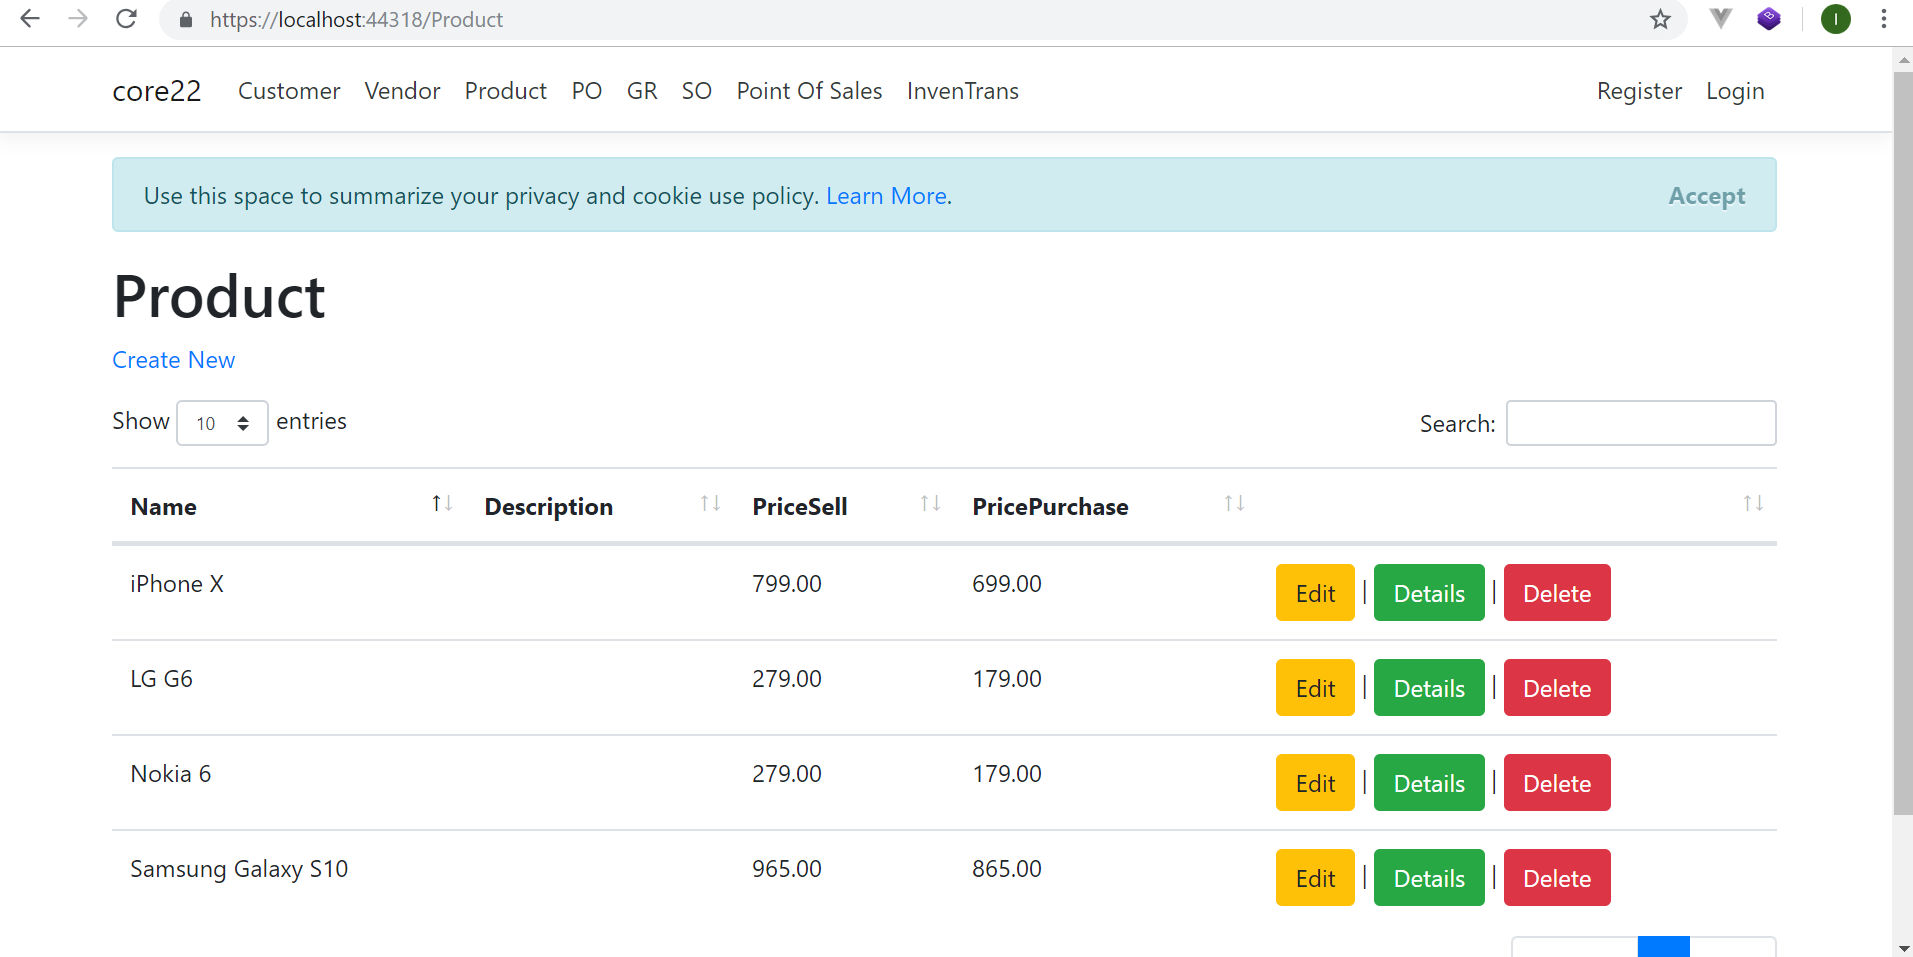 https://localhost:44318/Product
I
core22 Customer Vendor Product PO GR SO Point Of Sales InvenTrans Register Login
Use this space to summarize your privacy and cookie use policy. Learn More. Accept
Product
Create New
Show 10 entries Search:
Name Description PriceSell PricePurchase
iPhone X 799.00 699.00 Edit | Details | Delete
LG G6 279.00 179.00 Edit | Details | Delete
Nokia 6 279.00 179.00 Edit | Details | Delete
Samsung Galaxy S10 965.00 865.00 Edit | Details | Delete